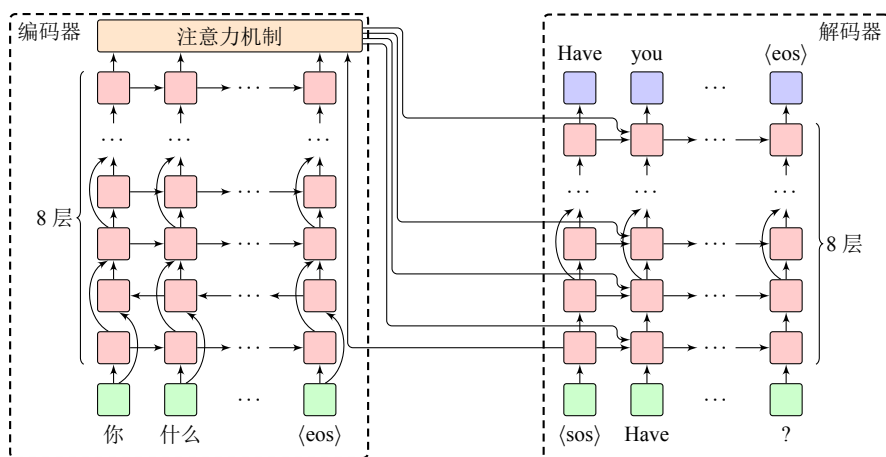 编码器
注意力机制
解码器
Have you ⟨eos⟩
... ...
...
... ...
8 层
8 层
... ...
... ...
... ...
... ...
你 什么 ⟨eos⟩
⟨sos⟩ Have ?